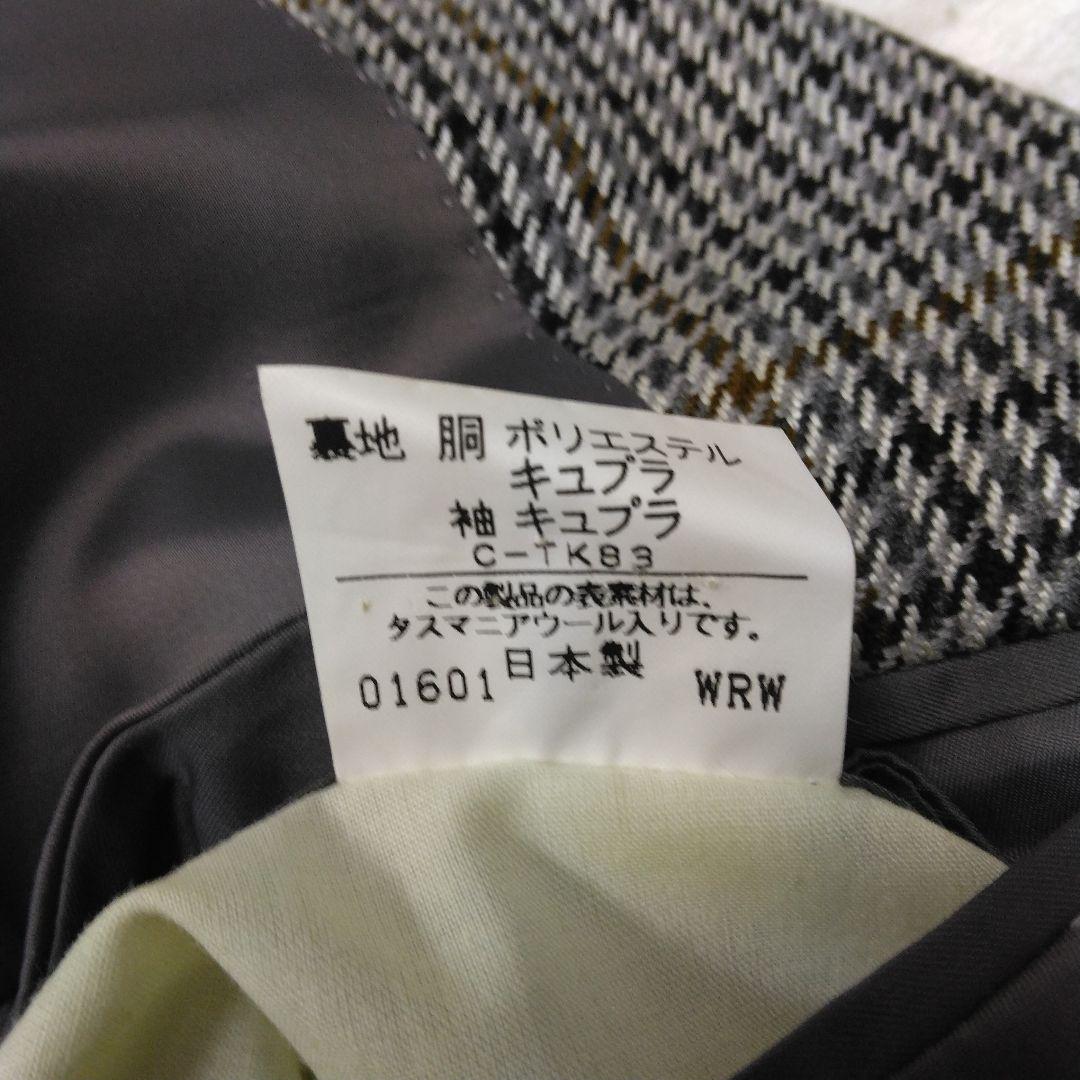 裏地 胴 ポリエステル
キュプラ
袖 キュプラ
C-TK83
この製品の表素材は、
タスマニアウール入りです。
日本製
01601 WRW